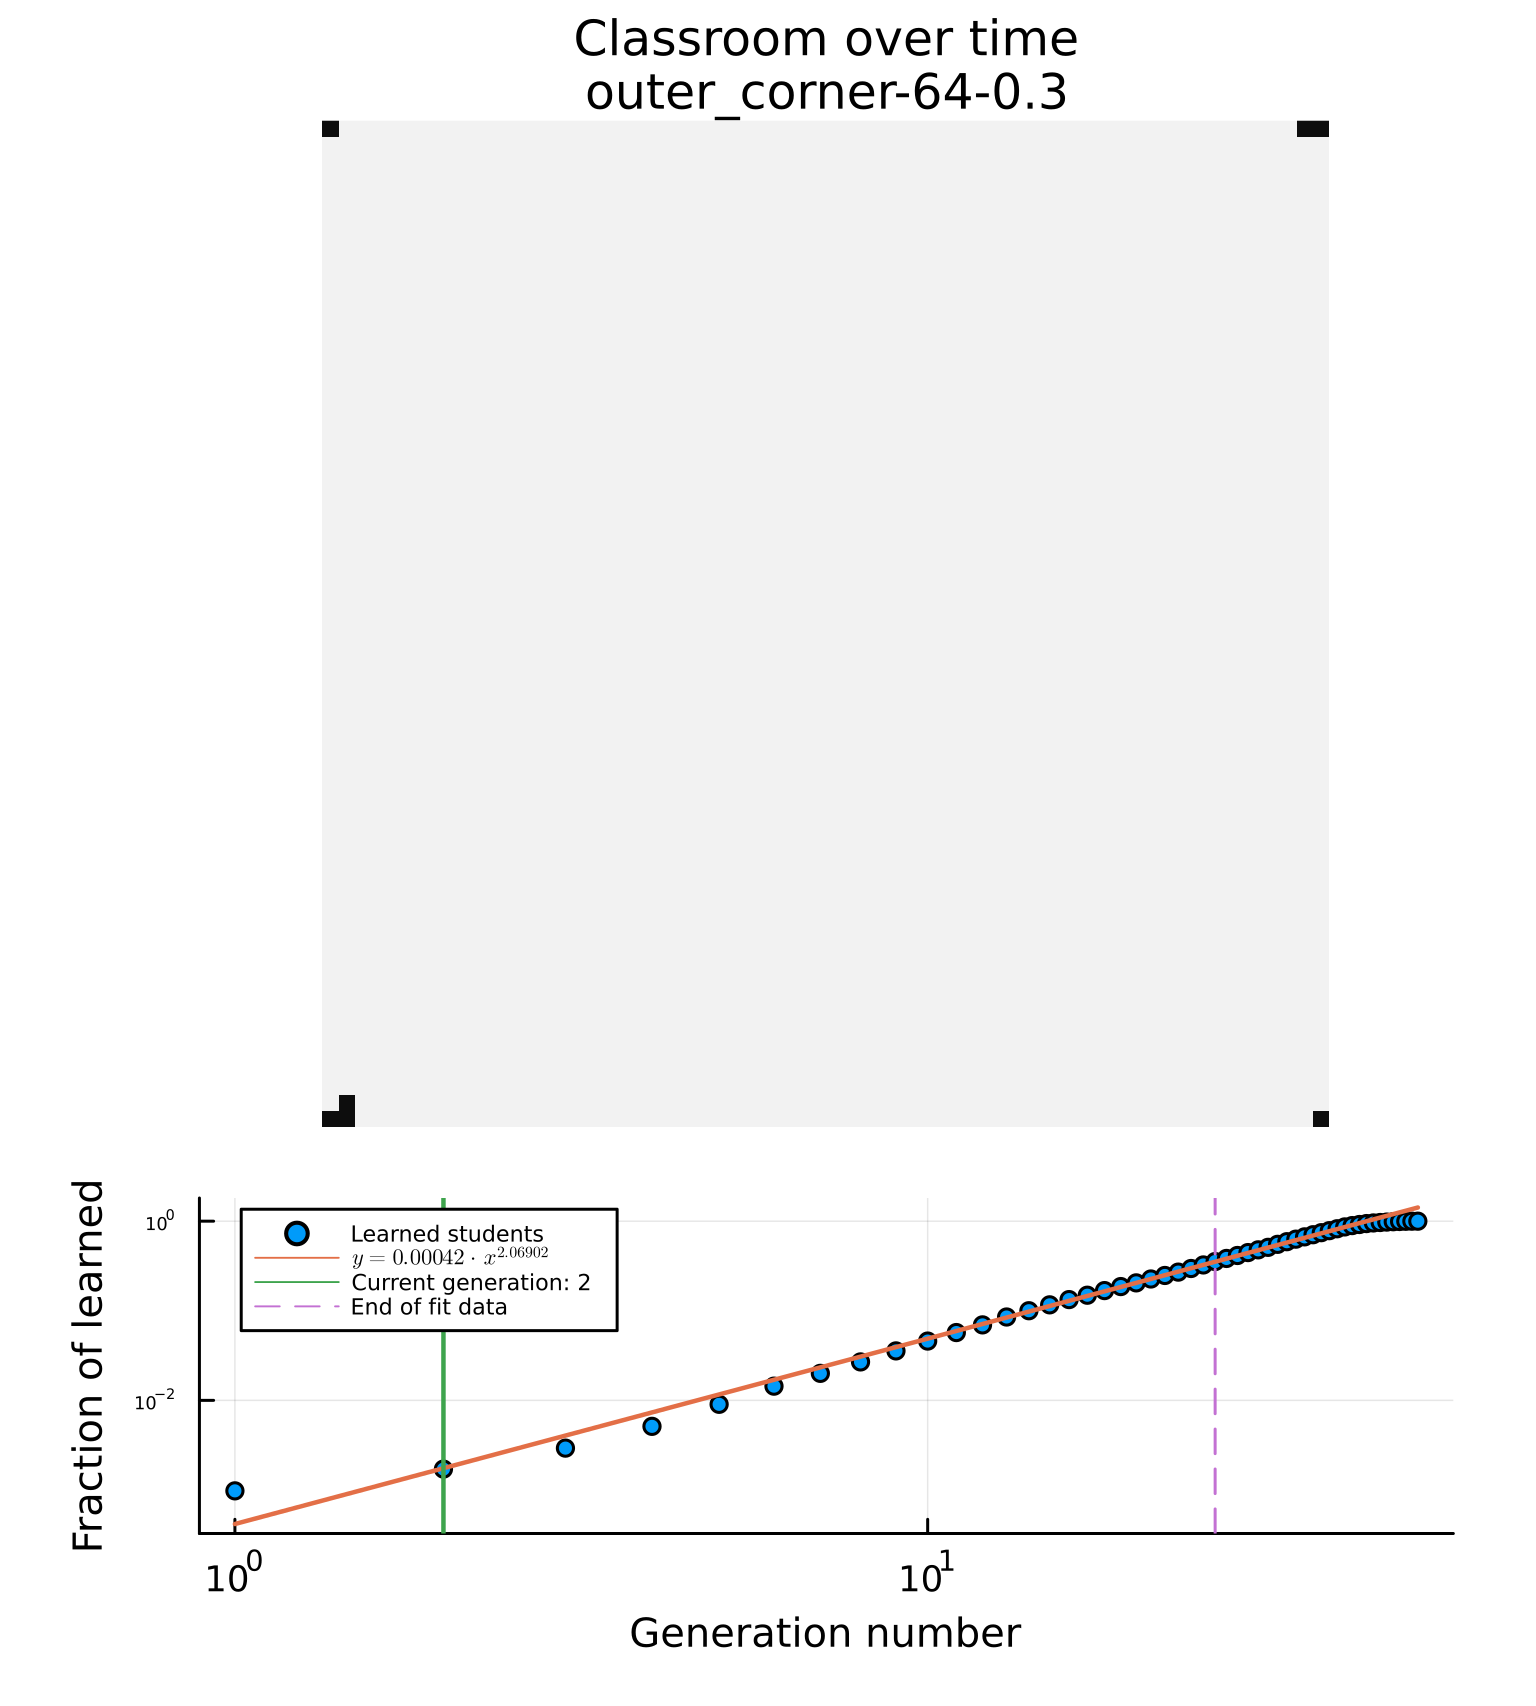 Classroom over time
outer_corner-64-0.3
Fraction of learned
10^0
10^−2
Learned students
y = 0.00042 · x^2.06902
Current generation: 2
End of fit data
10^0
10^1
Generation number